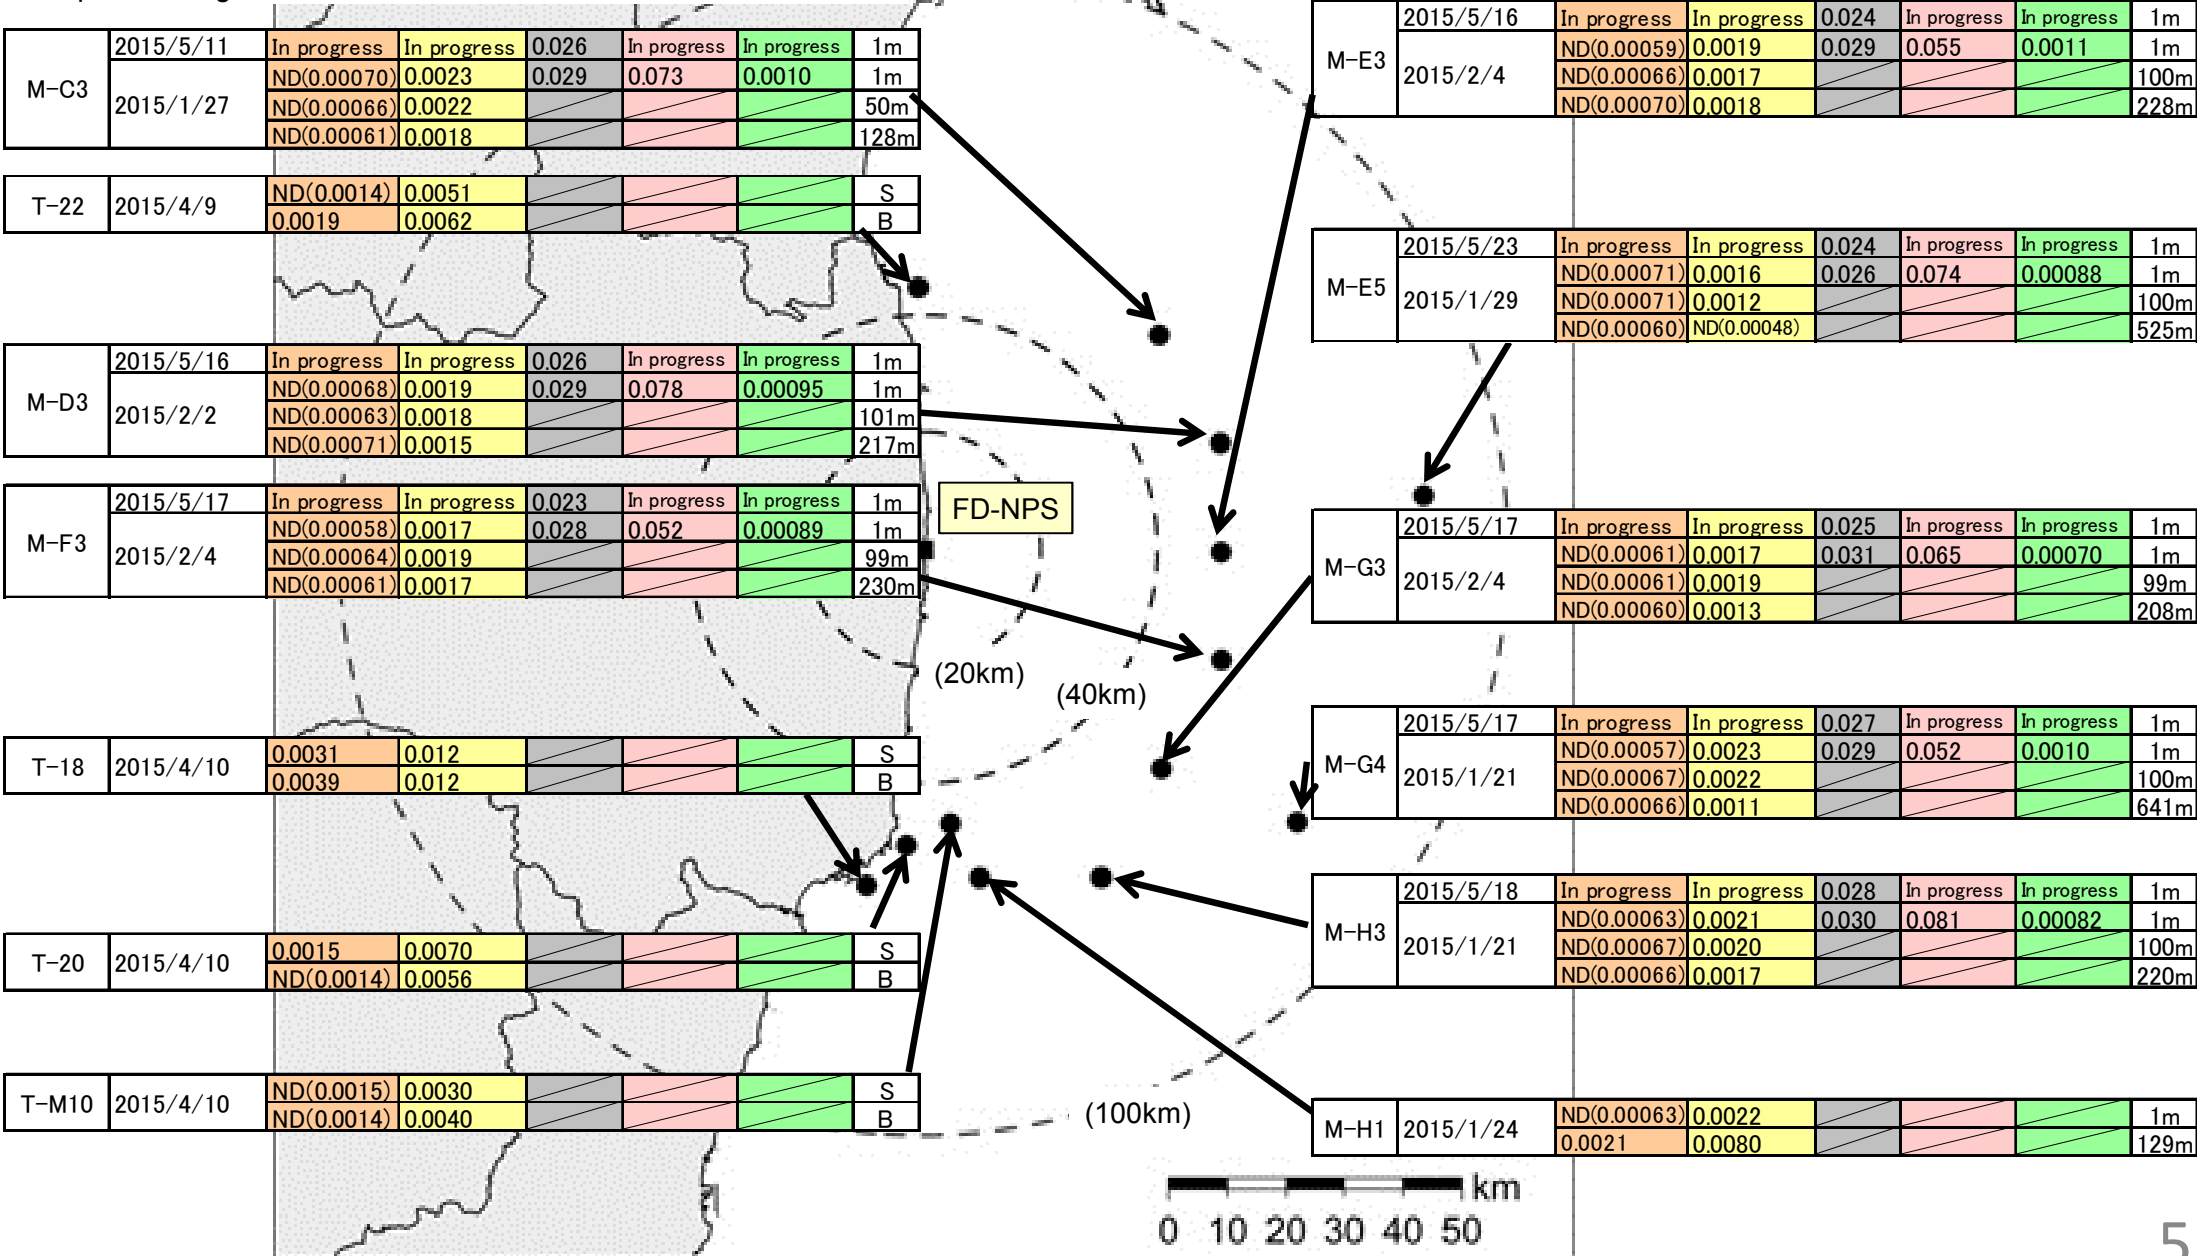 M-C3 2015/5/11 In progress In progress 0.026 In progress In progress 1m
2015/1/27 ND(0.00070) 0.0023 0.029 0.073 0.0010 1m
ND(0.00066) 0.0022 50m
ND(0.00061) 0.0018 128m
T-22 2015/4/9 ND(0.0014) 0.0051 S
0.0019 0.0062 B
M-D3 2015/5/16 In progress In progress 0.026 In progress In progress 1m
2015/2/2 ND(0.00068) 0.0019 0.029 0.078 0.00095 1m
ND(0.00063) 0.0018 101m
ND(0.00071) 0.0015 217m
M-F3 2015/5/17 In progress In progress 0.023 In progress In progress 1m
2015/2/4 ND(0.00058) 0.0017 0.028 0.052 0.00089 1m
ND(0.00064) 0.0019 99m
ND(0.00061) 0.0017 230m
T-18 2015/4/10 0.0031 0.012 S
0.0039 0.012 B
T-20 2015/4/10 0.0015 0.0070 S
ND(0.0014) 0.0056 B
T-M10 2015/4/10 ND(0.0015) 0.0030 S
ND(0.0014) 0.0040 B
FD-NPS
(20km)
(40km)
(100km)
M-E3 2015/5/16 In progress In progress 0.024 In progress In progress 1m
2015/2/4 ND(0.00059) 0.0019 0.029 0.055 0.0011 1m
ND(0.00066) 0.0017 100m
ND(0.00070) 0.0018 228m
M-E5 2015/5/23 In progress In progress 0.024 In progress In progress 1m
2015/1/29 ND(0.00071) 0.0016 0.026 0.074 0.00088 1m
ND(0.00071) 0.0012 100m
ND(0.00060) ND(0.00048) 525m
M-G3 2015/5/17 In progress In progress 0.025 In progress In progress 1m
2015/2/4 ND(0.00061) 0.0017 0.031 0.065 0.00070 1m
ND(0.00061) 0.0019 99m
ND(0.00060) 0.0013 208m
M-G4 2015/5/17 In progress In progress 0.027 In progress In progress 1m
2015/1/21 ND(0.00057) 0.0023 0.029 0.052 0.0010 1m
ND(0.00067) 0.0022 100m
ND(0.00066) 0.0011 641m
M-H3 2015/5/18 In progress In progress 0.028 In progress In progress 1m
2015/1/21 ND(0.00063) 0.0021 0.030 0.081 0.00082 1m
ND(0.00067) 0.0020 100m
ND(0.00066) 0.0017 220m
M-H1 2015/1/24 ND(0.00063) 0.0022 1m
0.0021 0.0080 129m
km
0 10 20 30 40 50
5